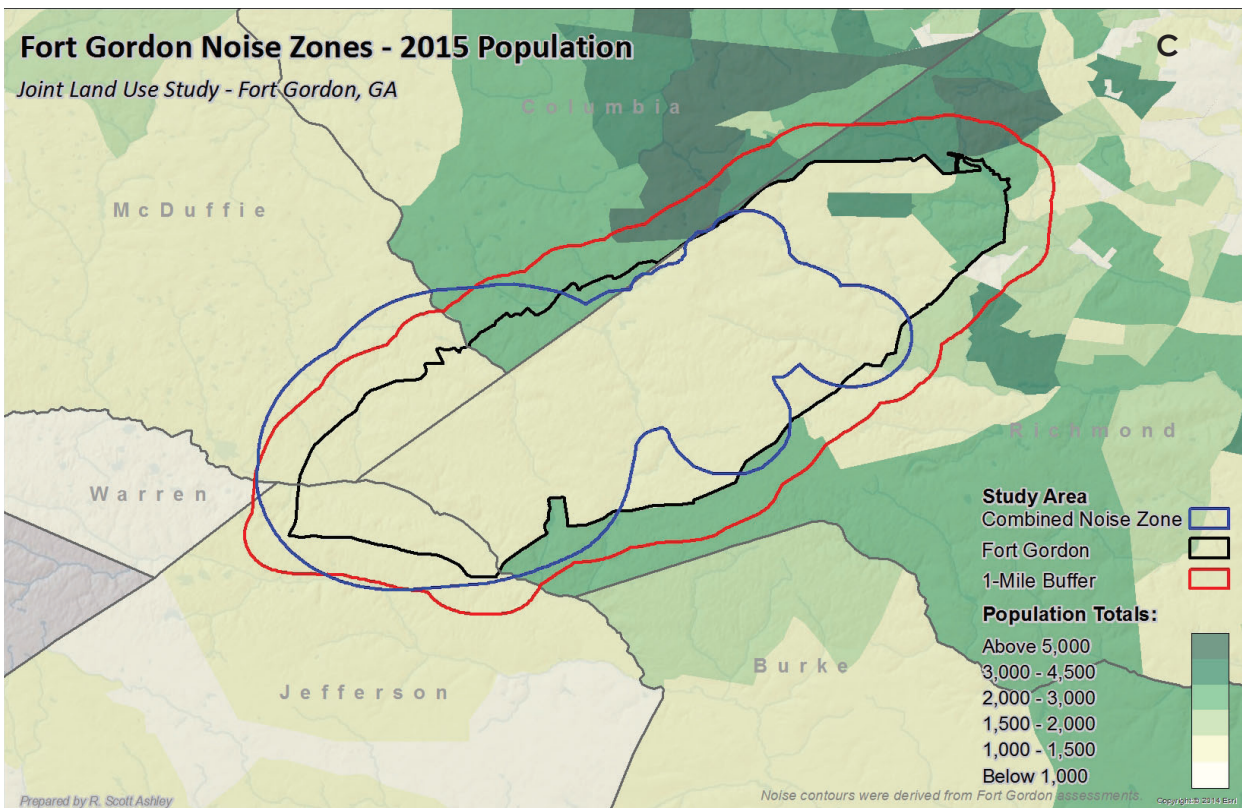 Fort Gordon Noise Zones - 2015 Population
Joint Land Use Study - Fort Gordon, GA
C
Columbia
McDuffie
Warren
Richmond
Burke
Jefferson
Study Area
Combined Noise Zone
Fort Gordon
1-Mile Buffer
Population Totals:
Above 5,000
3,000 - 4,500
2,000 - 3,000
1,500 - 2,000
1,000 - 1,500
Below 1,000
Prepared by R. Scott Ashley
Noise contours were derived from Fort Gordon assessments.
Copyright:© 2014 Esri